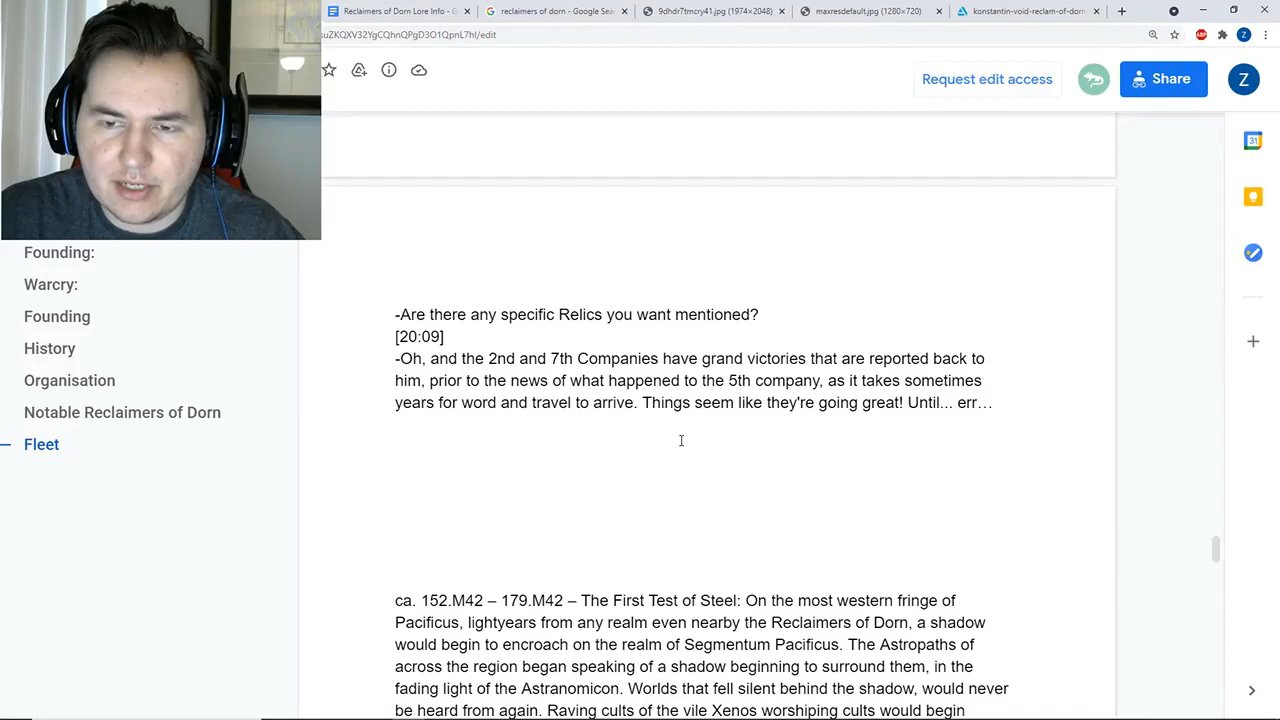 Reclaimers of Dorn Lore Info - G
reclaimers of dorn - Google Sea
9dhdr7tmcry41.jpg (1974×2048)
maxresdefault.jpg (1280×720)
konstantin-void-reclam-of-dorn-
suZKQXV32YgCQhnQPgD3O1QpnL7hI/edit
ABP
Z
Request edit access
Share
Z
31
Founding:
Warcry:
Founding
History
Organisation
Notable Reclaimers of Dorn
Fleet
-Are there any specific Relics you want mentioned?
[20:09]
-Oh, and the 2nd and 7th Companies have grand victories that are reported back to
him, prior to the news of what happened to the 5th company, as it takes sometimes
years for word and travel to arrive. Things seem like they're going great! Until... err…
ca. 152.M42 – 179.M42 – The First Test of Steel: On the most western fringe of
Pacificus, lightyears from any realm even nearby the Reclaimers of Dorn, a shadow
would begin to encroach on the realm of Segmentum Pacificus. The Astropaths of
across the region began speaking of a shadow beginning to surround them, in the
fading light of the Astranomicon. Worlds that fell silent behind the shadow, would never
be heard from again. Raving cults of the vile Xenos worshiping cults would begin